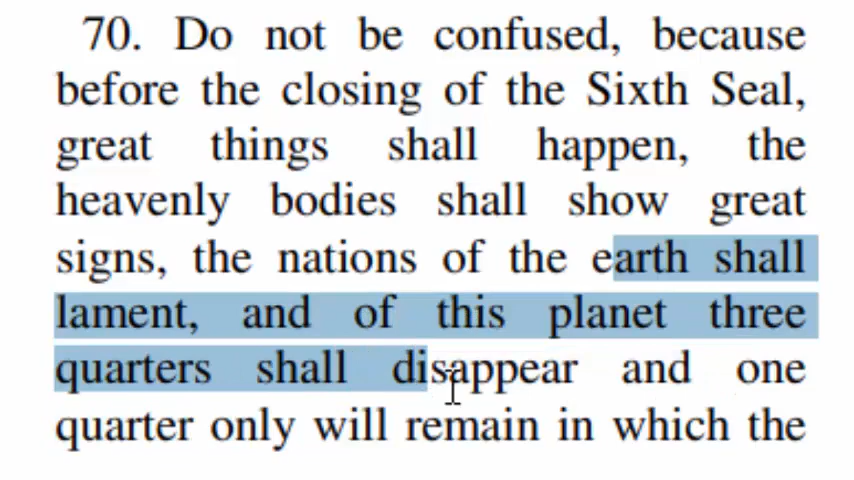 70. Do not be confused, because
before the closing of the Sixth Seal,
great things shall happen, the
heavenly bodies shall show great
signs, the nations of the earth shall
lament, and of this planet three
quarters shall disappear and one
quarter only will remain in which the